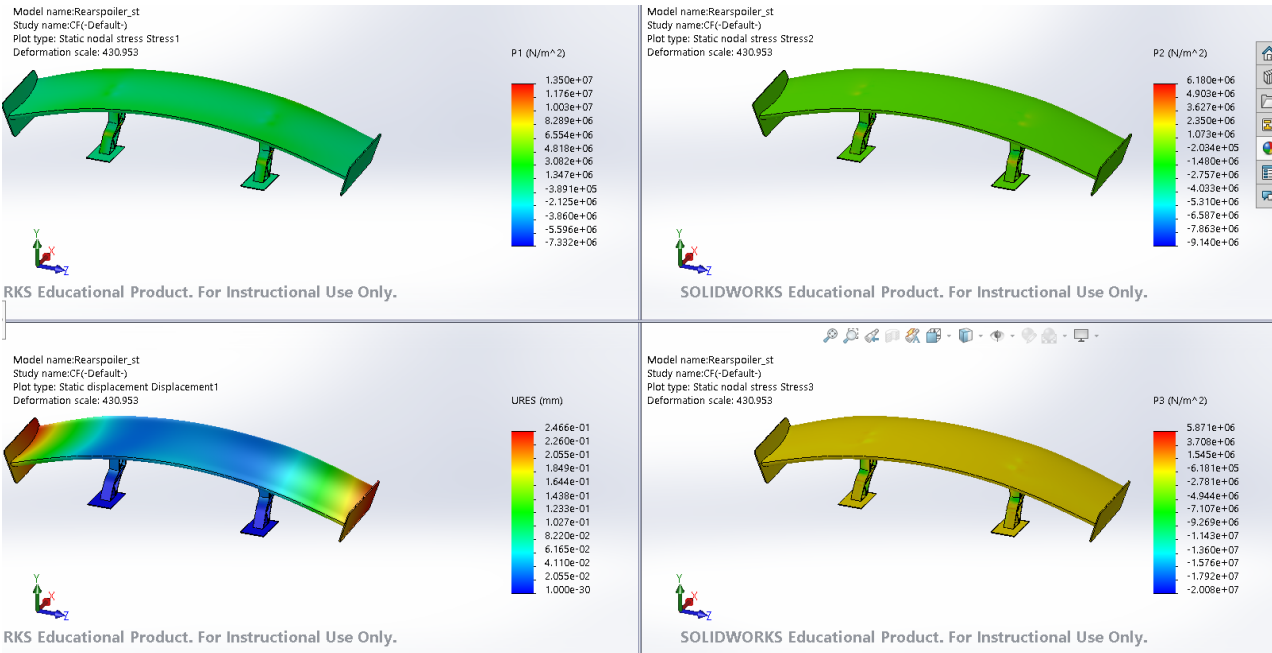 Model name:Rearspoiler_st
Study name:CF(-Default-)
Plot type: Static nodal stress Stress1
Deformation scale: 430.953
P1 (N/m^2)
1.350e+07
1.176e+07
1.003e+07
8.289e+06
6.554e+06
4.818e+06
3.082e+06
1.347e+06
-3.891e+05
-2.125e+06
-3.860e+06
-5.596e+06
-7.332e+06
Y
X
Z
RKS Educational Product. For Instructional Use Only.
Model name:Rearspoiler_st
Study name:CF(-Default-)
Plot type: Static nodal stress Stress2
Deformation scale: 430.953
P2 (N/m^2)
6.180e+06
4.903e+06
3.627e+06
2.350e+06
1.073e+06
-2.034e+05
-1.480e+06
-2.757e+06
-4.033e+06
-5.310e+06
-6.587e+06
-7.863e+06
-9.140e+06
Y
X
Z
SOLIDWORKS Educational Product. For Instructional Use Only.
Model name:Rearspoiler_st
Study name:CF(-Default-)
Plot type: Static displacement Displacement1
Deformation scale: 430.953
URES (mm)
2.466e-01
2.260e-01
2.055e-01
1.849e-01
1.644e-01
1.438e-01
1.233e-01
1.027e-01
8.220e-02
6.165e-02
4.110e-02
2.055e-02
1.000e-30
Y
X
Z
RKS Educational Product. For Instructional Use Only.
Model name:Rearspoiler_st
Study name:CF(-Default-)
Plot type: Static nodal stress Stress3
Deformation scale: 430.953
P3 (N/m^2)
5.871e+06
3.708e+06
1.545e+06
-6.181e+05
-2.781e+06
-4.944e+06
-7.107e+06
-9.269e+06
-1.143e+07
-1.360e+07
-1.576e+07
-1.792e+07
-2.008e+07
Y
X
Z
SOLIDWORKS Educational Product. For Instructional Use Only.